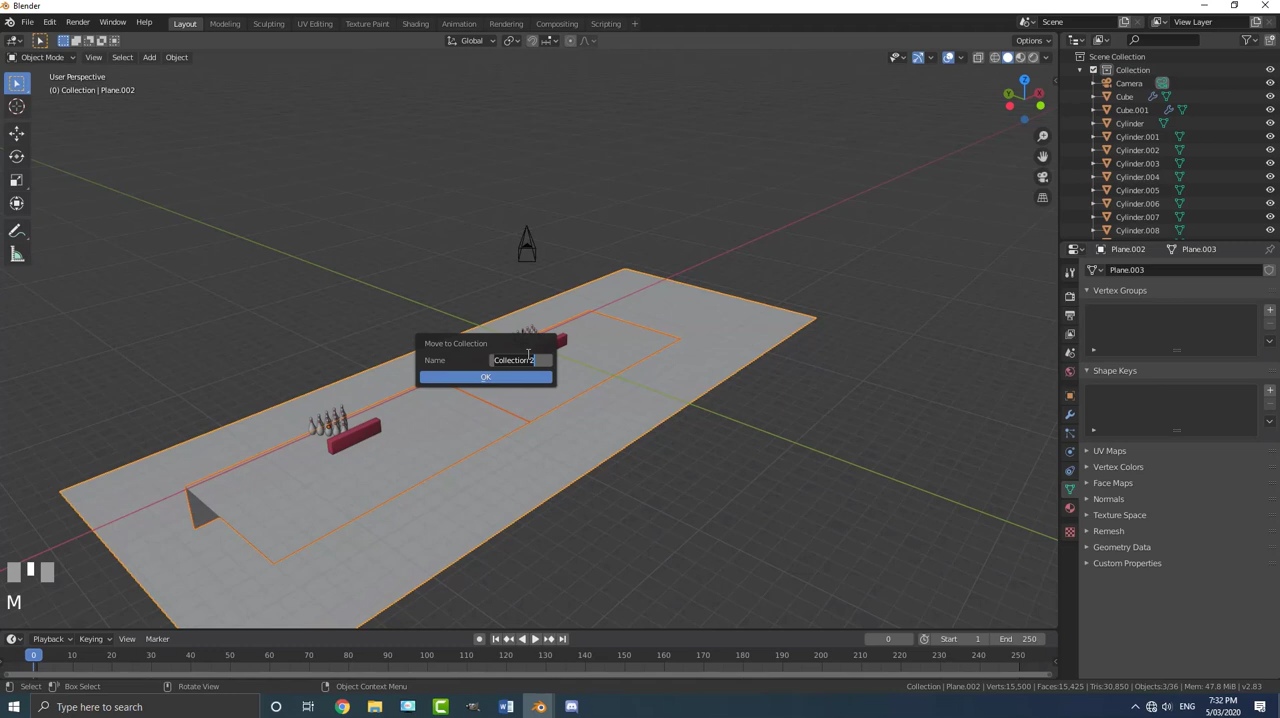 Blender
File Edit Render Window Help Layout Modeling Sculpting UV Editing Texture Paint Shading Animation Rendering Compositing Scripting + Scene View Layer
Global Options
Object Mode View Select Add Object
User Perspective
(0) Collection | Plane.002
Z
Y
X
Move to Collection
Name Collection 2
OK
M
Scene Collection
Collection
Camera
Cube
Cube.001
Cylinder
Cylinder.001
Cylinder.002
Cylinder.003
Cylinder.004
Cylinder.005
Cylinder.006
Cylinder.007
Cylinder.008
Plane.002 Plane.003
Plane.003
Vertex Groups
Shape Keys
UV Maps
Vertex Colors
Face Maps
Normals
Texture Space
Remesh
Geometry Data
Custom Properties
Playback Keying View Marker 0 Start 1 End 250
0 10 20 30 40 50 60 70 80 90 100 110 120 130 140 150 160 170 180 190 200 210 220 230 240 250
Select Box Select Rotate View Object Context Menu Collection | Plane.002 | Verts:15,500 | Faces:15,425 | Tris:30,850 | Objects:3/36 | Mem: 47.8 MiB | v2.83
Type here to search ENG 7:32 PM
5/03/2020